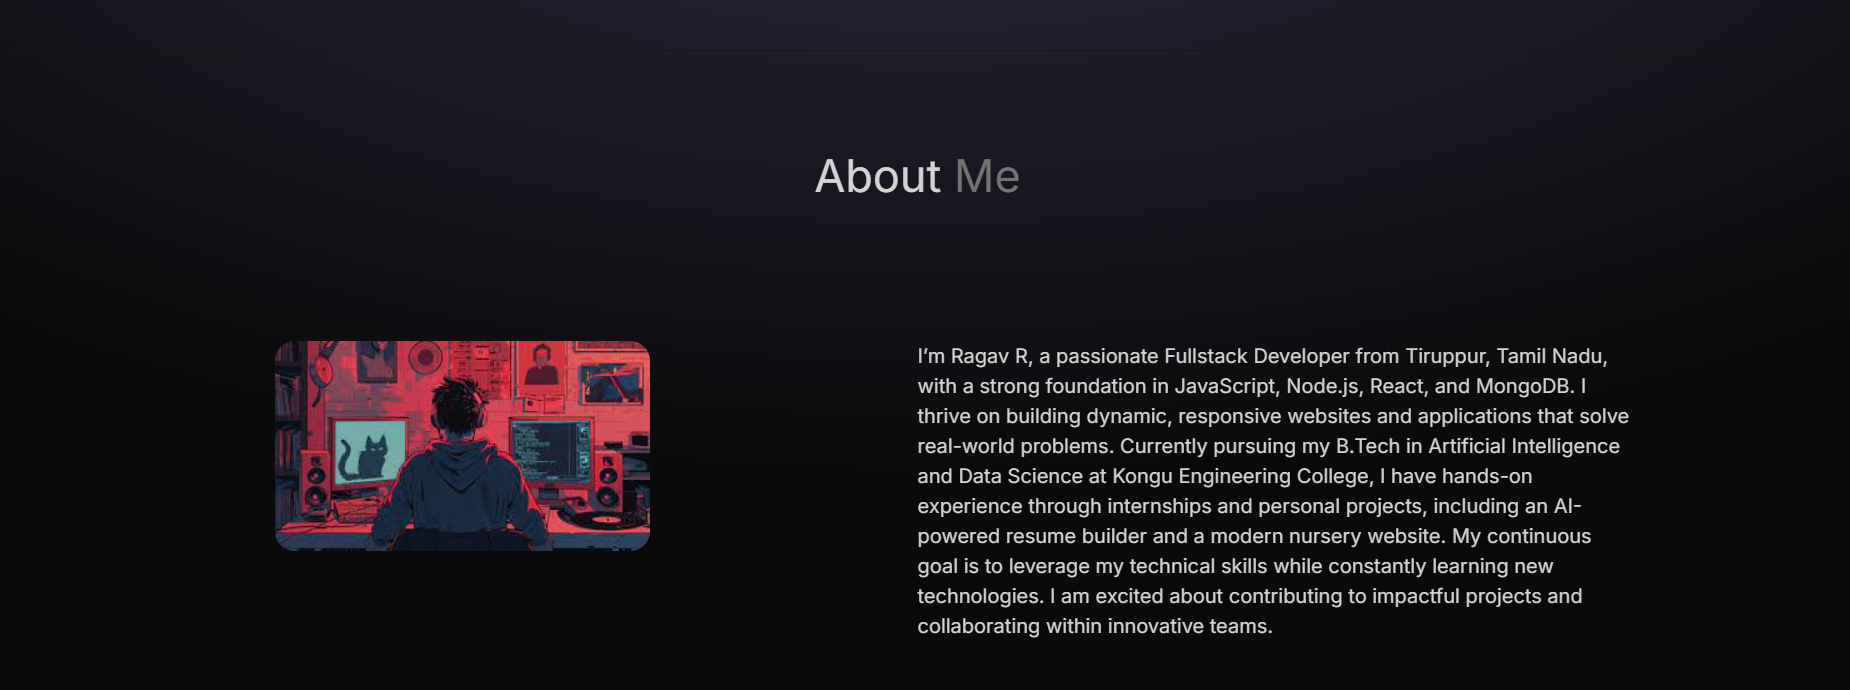 About Me
I’m Ragav R, a passionate Fullstack Developer from Tiruppur, Tamil Nadu,
with a strong foundation in JavaScript, Node.js, React, and MongoDB. I
thrive on building dynamic, responsive websites and applications that solve
real-world problems. Currently pursuing my B.Tech in Artificial Intelligence
and Data Science at Kongu Engineering College, I have hands-on
experience through internships and personal projects, including an AI-
powered resume builder and a modern nursery website. My continuous
goal is to leverage my technical skills while constantly learning new
technologies. I am excited about contributing to impactful projects and
collaborating within innovative teams.